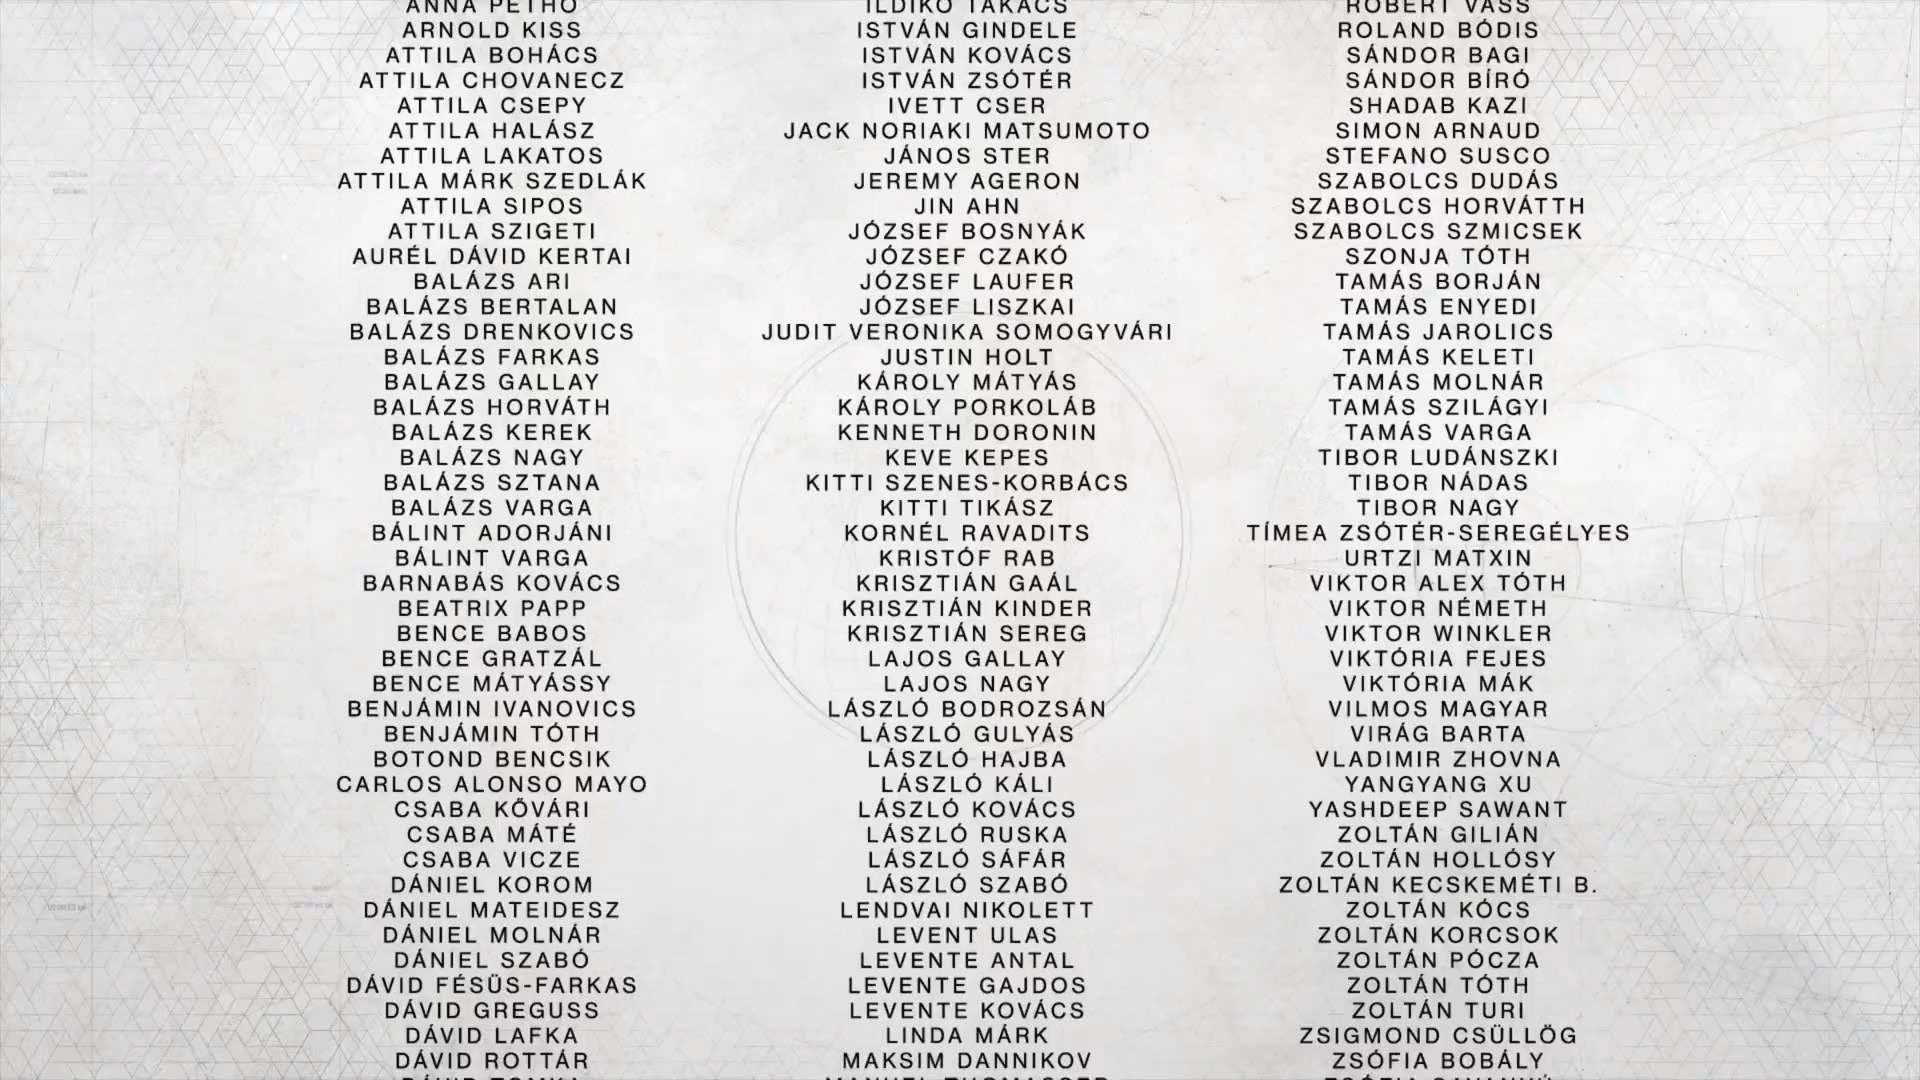 ANNA PETHŐ
ARNOLD KISS
ATTILA BOHÁCS
ATTILA CHOVANECZ
ATTILA CSEPY
ATTILA HALÁSZ
ATTILA LAKATOS
ATTILA MÁRK SZEDLÁK
ATTILA SIPOS
ATTILA SZIGETI
AURÉL DÁVID KERTAI
BALÁZS ARI
BALÁZS BERTALAN
BALÁZS DRENKOVICS
BALÁZS FARKAS
BALÁZS GALLAY
BALÁZS HORVÁTH
BALÁZS KEREK
BALÁZS NAGY
BALÁZS SZTANA
BALÁZS VARGA
BÁLINT ADORJÁNI
BÁLINT VARGA
BARNABÁS KOVÁCS
BEATRIX PAPP
BENCE BABOS
BENCE GRATZÁL
BENCE MÁTYÁSSY
BENJÁMIN IVANOVICS
BENJÁMIN TÓTH
BOTOND BENCSIK
CARLOS ALONSO MAYO
CSABA KŐVÁRI
CSABA MÁTÉ
CSABA VICZE
DÁNIEL KOROM
DÁNIEL MATEIDESZ
DÁNIEL MOLNÁR
DÁNIEL SZABÓ
DÁVID FÉSÜS-FARKAS
DÁVID GREGUSS
DÁVID LAFKA
DÁVID ROTTÁR
ILDIKÓ TAKÁCS
ISTVÁN GINDELE
ISTVÁN KOVÁCS
ISTVÁN ZSÓTÉR
IVETT CSER
JACK NORIAKI MATSUMOTO
JÁNOS STER
JEREMY AGERON
JIN AHN
JÓZSEF BOSNYÁK
JÓZSEF CZAKÓ
JÓZSEF LAUFER
JÓZSEF LISZKAI
JUDIT VERONIKA SOMOGYVÁRI
JUSTIN HOLT
KÁROLY MÁTYÁS
KÁROLY PORKOLÁB
KENNETH DORONIN
KEVE KEPES
KITTI SZENES-KORBÁCS
KITTI TIKÁSZ
KORNÉL RAVADITS
KRISTÓF RAB
KRISZTIÁN GAÁL
KRISZTIÁN KINDER
KRISZTIÁN SEREG
LAJOS GALLAY
LAJOS NAGY
LÁSZLÓ BODROZSÁN
LÁSZLÓ GULYÁS
LÁSZLÓ HAJBA
LÁSZLÓ KÁLI
LÁSZLÓ KOVÁCS
LÁSZLÓ RUSKA
LÁSZLÓ SÁFÁR
LÁSZLÓ SZABÓ
LENDVAI NIKOLETT
LEVENT ULAS
LEVENTE ANTAL
LEVENTE GAJDOS
LEVENTE KOVÁCS
LINDA MÁRK
MAKSIM DANNIKOV
RÓBERT VASS
ROLAND BÓDIS
SÁNDOR BAGI
SÁNDOR BÍRÓ
SHADAB KAZI
SIMON ARNAUD
STEFANO SUSCO
SZABOLCS DUDÁS
SZABOLCS HORVÁTTH
SZABOLCS SZMICSEK
SZONJA TÓTH
TAMÁS BORJÁN
TAMÁS ENYEDI
TAMÁS JAROLICS
TAMÁS KELETI
TAMÁS MOLNÁR
TAMÁS SZILÁGYI
TAMÁS VARGA
TIBOR LUDÁNSZKI
TIBOR NÁDAS
TIBOR NAGY
TÍMEA ZSÓTÉR-SEREGÉLYES
URTZI MATXIN
VIKTOR ALEX TÓTH
VIKTOR NÉMETH
VIKTOR WINKLER
VIKTÓRIA FEJES
VIKTÓRIA MÁK
VILMOS MAGYAR
VIRÁG BARTA
VLADIMIR ZHOVNA
YANGYANG XU
YASHDEEP SAWANT
ZOLTÁN GILIÁN
ZOLTÁN HOLLÓSY
ZOLTÁN KECSKEMÉTI B.
ZOLTÁN KÓCS
ZOLTÁN KORCSOK
ZOLTÁN PÓCZA
ZOLTÁN TÓTH
ZOLTÁN TURI
ZSIGMOND CSÜLLÖG
ZSÓFIA BOBÁLY